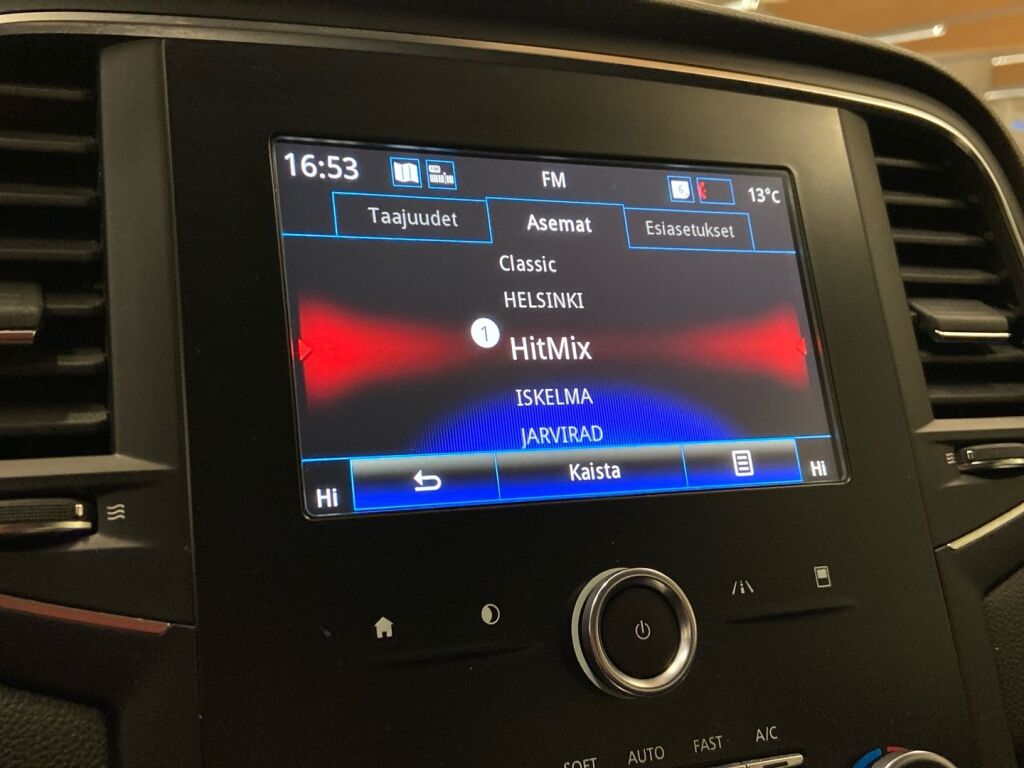 16:53 FM 6 13°C
Taajuudet Asemat Esiasetukset
Classic
HELSINKI
1 HitMix
ISKELMA
JARVIRAD
Hi Kaista Hi
SOFT AUTO FAST A/C